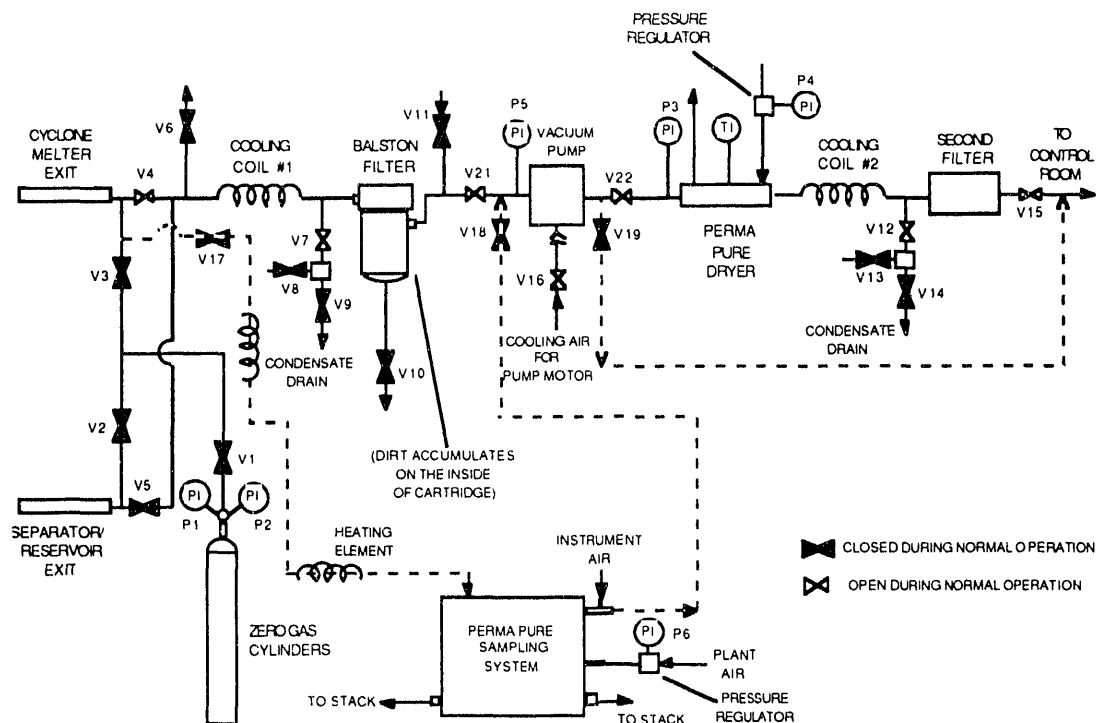 PRESSURE
REGULATOR
P4
PI
V11
P5
PI
VACUUM
PUMP
P3
PI
TI
V6
CYCLONE
MELTER
EXIT
V4
COOLING
COIL #1
BALSTON
FILTER
V21
V22
COOLING
COIL #2
SECOND
FILTER
TO
CONTROL
ROOM
V15
V17
V3
V7
V8
V9
V18
V19
V16
PERMA
PURE
DRYER
V12
V13
V14
CONDENSATE
DRAIN
V10
COOLING AIR
FOR
PUMP MOTOR
CONDENSATE
DRAIN
V2
V1
(DIRT ACCUMULATES
ON THE INSIDE
OF CARTRIDGE)
V5
PI
PI
P1
P2
SEPARATOR/
RESERVOIR
EXIT
HEATING
ELEMENT
INSTRUMENT
AIR
CLOSED DURING NORMAL OPERATION
OPEN DURING NORMAL OPERATION
ZERO GAS
CYLINDERS
PERMA PURE
SAMPLING
SYSTEM
PI
P6
PLANT
AIR
PRESSURE
REGULATOR
TO STACK
TO STACK